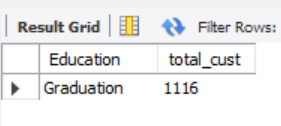 Result Grid Filter Rows:
Education total_cust
Graduation 1116